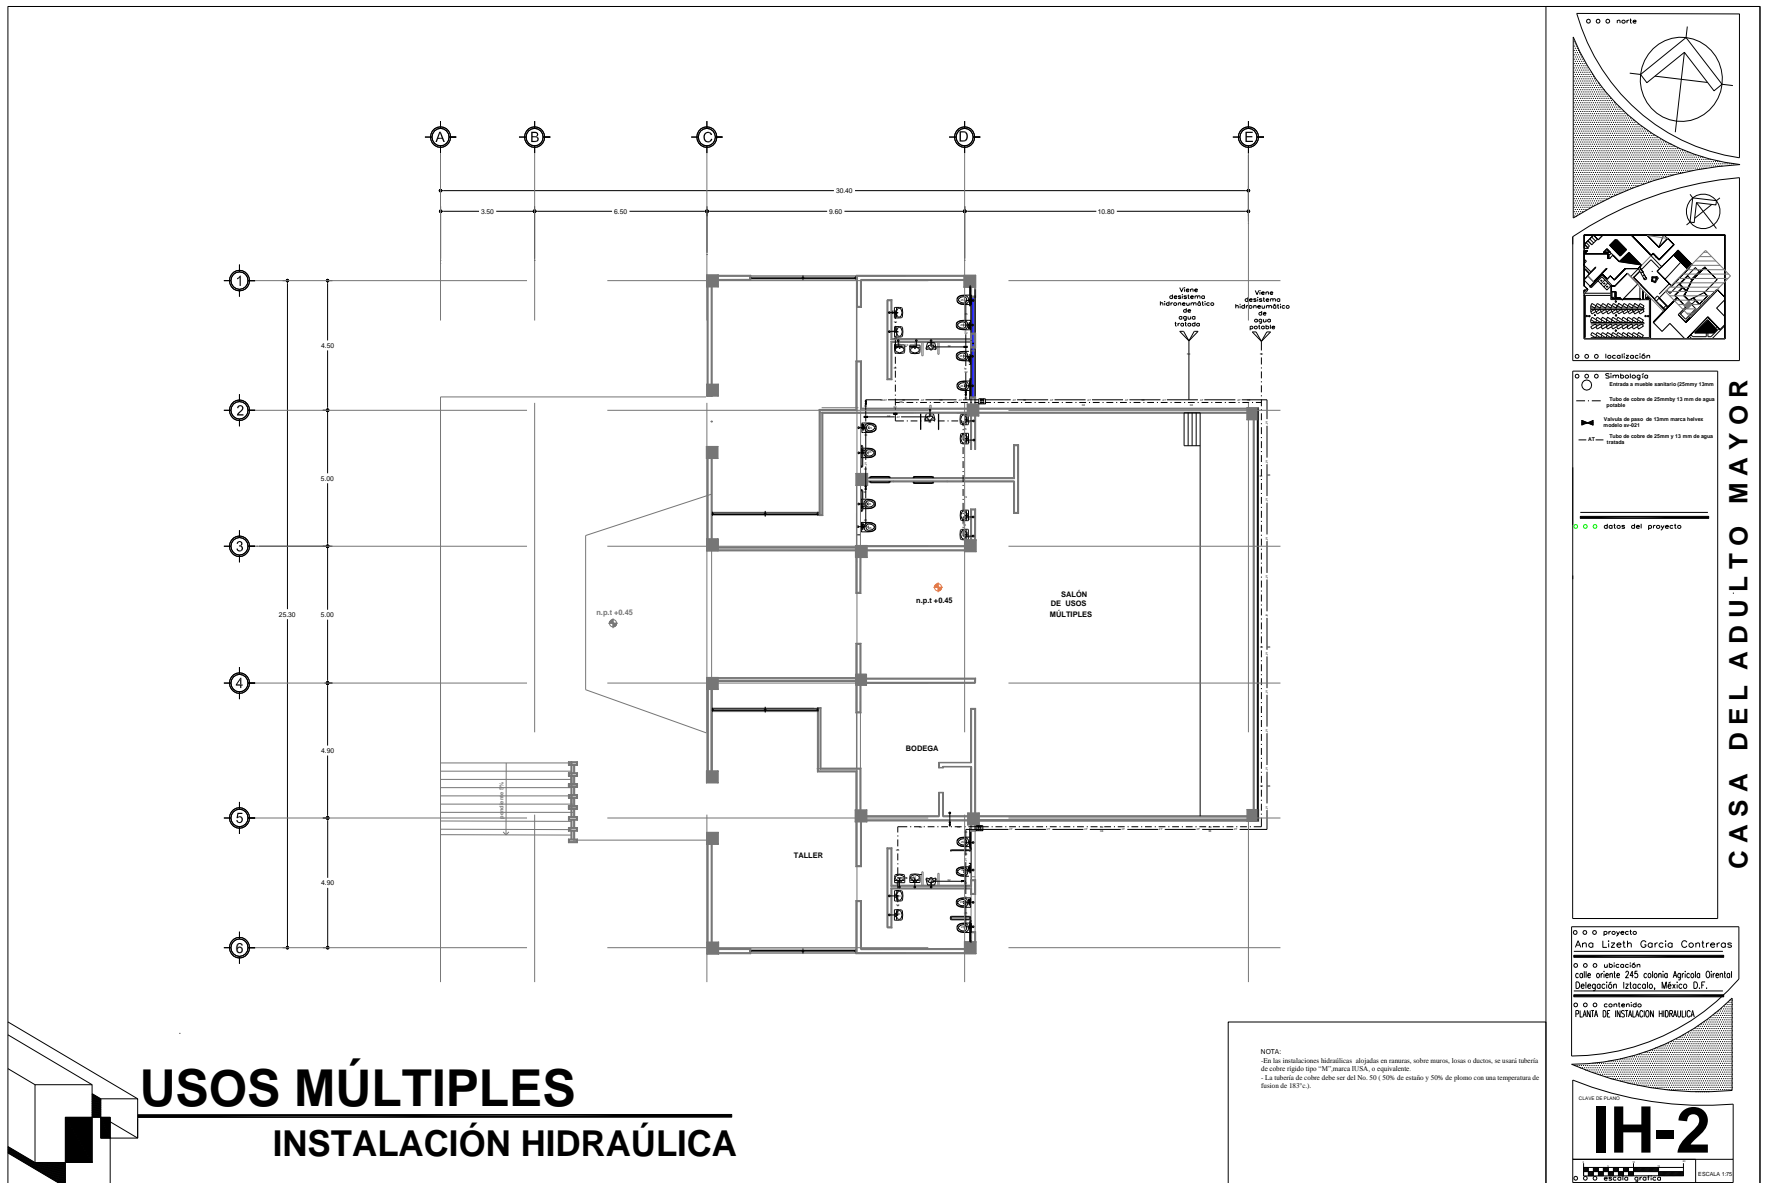 norte
A
B
C
D
E
30.40
3.50
6.50
9.60
10.80
1
2
3
4
5
6
4.50
5.00
25.30
5.00
4.90
4.90
Viene
desistema
hidroneumático
de
agua
tratada
Viene
desistema
hidroneumático
de
agua
potable
n.p.t +0.45
n.p.t +0.45
SALÓN
DE USOS
MÚLTIPLES
BODEGA
TALLER
localización
Simbología
Entrada a mueble sanitario (25mmy 13mm
Tubo de cobre de 25mmby 13 mm de agua
potable
Valvula de paso de 13mm marca helvex
modelo sv-021
AT
Tubo de cobre de 25mm y 13 mm de agua
tratada
datos del proyecto
CASA DEL ADULTO MAYOR
proyecto
Ana Lizeth García Contreras
ubicación
calle oriente 245 colonia Agricola Oirental
Delegación Iztacalo, México D.F.
contenido
PLANTA DE INSTALACION HIDRAULICA
CLAVE DE PLANO
IH-2
escala grafica
ESCALA 1:75
NOTA:
-En las instalaciones hidraúlicas alojadas en ranuras, sobre muros, losas o ductos, se usará tubería
de cobre rigido tipo "M",marca IUSA, o equivalente.
- La tubería de cobre debe ser del No. 50 ( 50% de estaño y 50% de plomo con una temperatura de
fusion de 183°c.).
USOS MÚLTIPLES
INSTALACIÓN HIDRAÚLICA